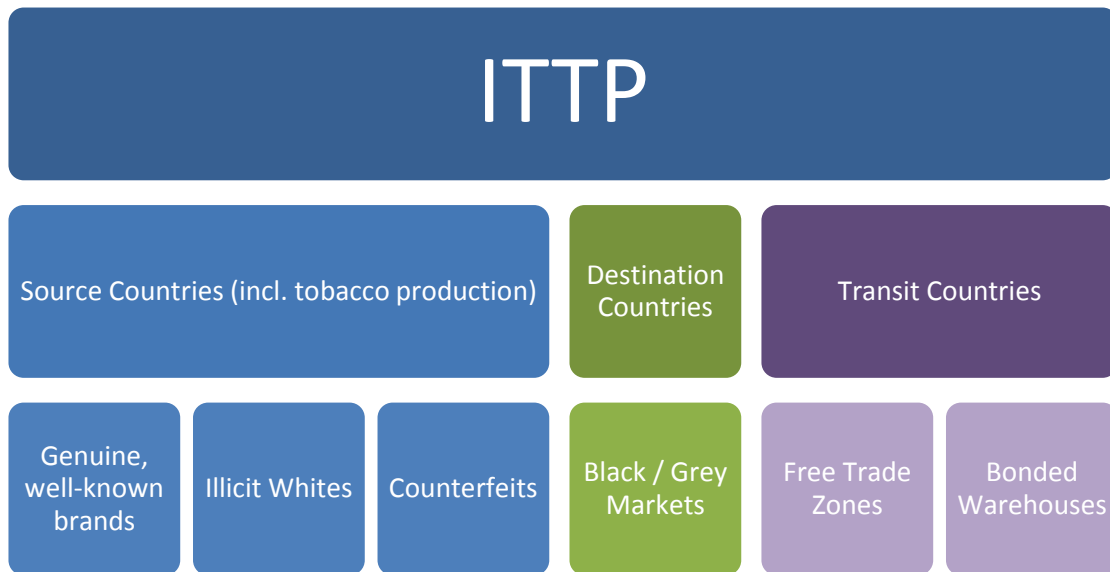 ITTP
Source Countries (incl. tobacco production)
Destination
Countries
Transit Countries
Genuine,
well-known
brands
Illicit Whites
Counterfeits
Black / Grey
Markets
Free Trade
Zones
Bonded
Warehouses